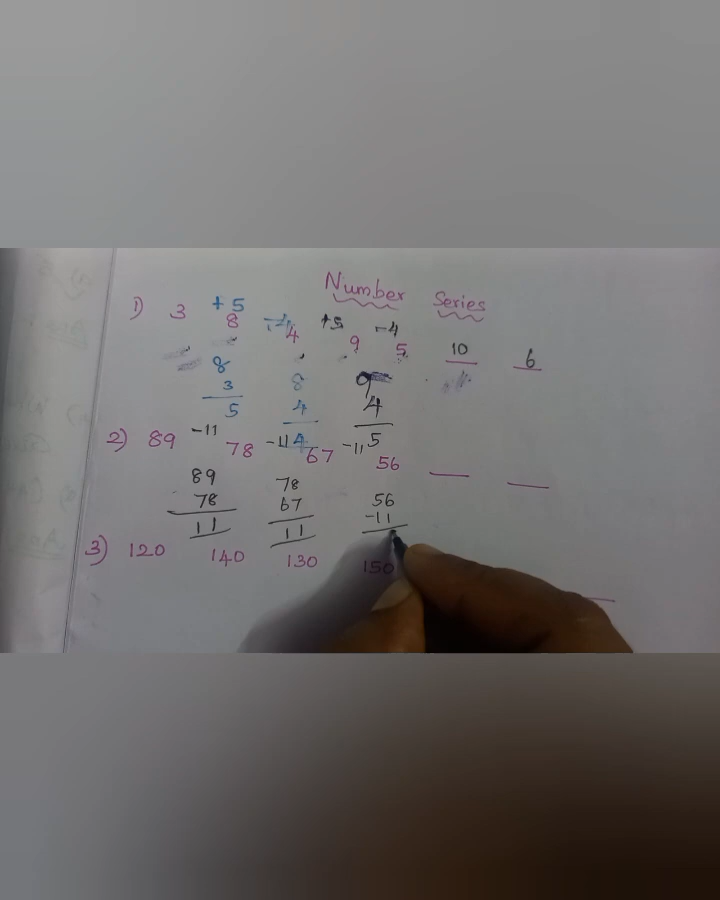 Number Series
1) 3 +5 8 -4 4 +5 9 -4 5 10 6
8 8 9
3 4 4
5 4 5
2) 89 -11 78 -11 67 -11 56
89 78 56
78 67 -11
11 11
3) 120 140 130 150